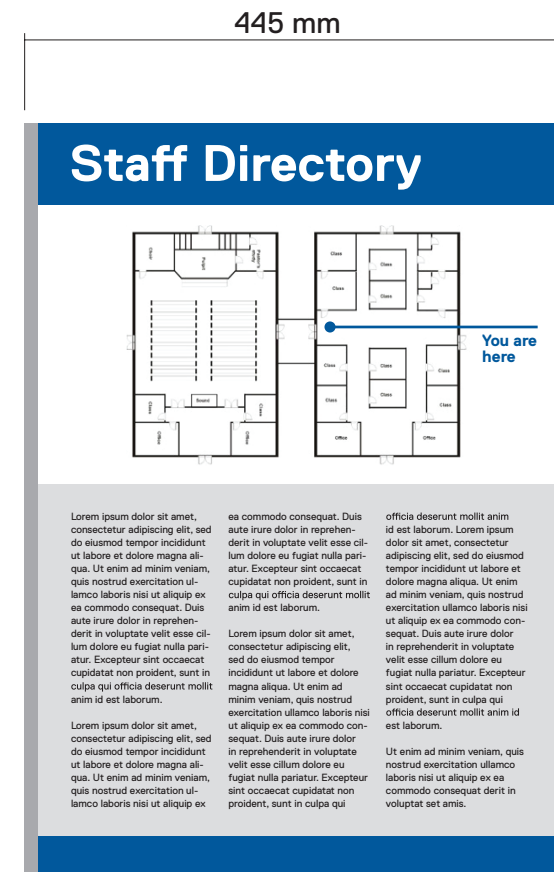 445 mm
Staff Directory
Closet
Pulpit
Pastor's
study
Class
Class
Class
Class
You are
here
Class
Class
Class
Class
Class
Class
Sound
Class
Class
Office
Office
Office
Office
Lorem ipsum dolor sit amet,
consectetur adipiscing elit, sed
do eiusmod tempor incididunt
ut labore et dolore magna ali-
qua. Ut enim ad minim veniam,
quis nostrud exercitation ul-
lamco laboris nisi ut aliquip ex
ea commodo consequat. Duis
aute irure dolor in reprehen-
derit in voluptate velit esse cil-
lum dolore eu fugiat nulla pari-
atur. Excepteur sint occaecat
cupidatat non proident, sunt in
culpa qui officia deserunt mollit
anim id est laborum.
Lorem ipsum dolor sit amet,
consectetur adipiscing elit, sed
do eiusmod tempor incididunt
ut labore et dolore magna ali-
qua. Ut enim ad minim veniam,
quis nostrud exercitation ul-
lamco laboris nisi ut aliquip ex
ea commodo consequat. Duis
aute irure dolor in reprehen-
derit in voluptate velit esse cil-
lum dolore eu fugiat nulla pari-
atur. Excepteur sint occaecat
cupidatat non proident, sunt in
culpa qui officia deserunt mollit
anim id est laborum.
Lorem ipsum dolor sit amet,
consectetur adipiscing elit,
sed do eiusmod tempor
incididunt ut labore et dolore
magna aliqua. Ut enim ad
minim veniam, quis nostrud
exercitation ullamco laboris nisi
ut aliquip ex ea commodo con-
sequat. Duis aute irure dolor
in reprehenderit in voluptate
velit esse cillum dolore eu
fugiat nulla pariatur. Excepteur
sint occaecat cupidatat non
proident, sunt in culpa qui
officia deserunt mollit anim
id est laborum. Lorem ipsum
dolor sit amet, consectetur
adipiscing elit, sed do eiusmod
tempor incididunt ut labore et
dolore magna aliqua. Ut enim
ad minim veniam, quis nostrud
exercitation ullamco laboris nisi
ut aliquip ex ea commodo con-
sequat. Duis aute irure dolor
in reprehenderit in voluptate
velit esse cillum dolore eu
fugiat nulla pariatur. Excepteur
sint occaecat cupidatat non
proident, sunt in culpa qui
officia deserunt mollit anim id
est laborum.
Ut enim ad minim veniam, quis
nostrud exercitation ullamco
laboris nisi ut aliquip ex ea
commodo consequat derit in
voluptat set amis.